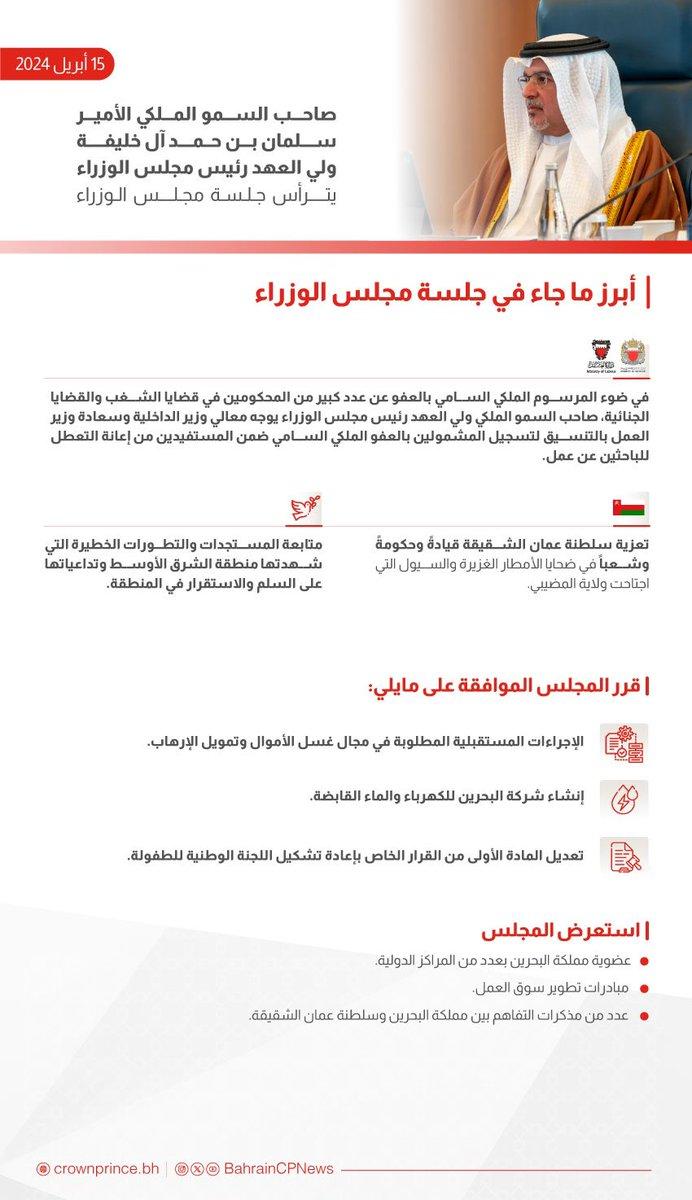 15 أبريل 2024
صاحب السمو الملكي الأمير
سلمان بن حمد آل خليفة
ولي العهد رئيس مجلس الوزراء
يترأس جلسة مجلس الوزراء
أبرز ما جاء في جلسة مجلس الوزراء
Ministry of Labour
في ضوء المرسوم الملكي السامي بالعفو عن عدد كبير من المحكومين في قضايا الشغب والقضايا
الجنائية، صاحب السمو الملكي ولي العهد رئيس مجلس الوزراء يوجه معالي وزير الداخلية وسعادة وزير
العمل بالتنسيق لتسجيل المشمولين بالعفو الملكي السامي ضمن المستفيدين من إعانة التعطل
للباحثين عن عمل.
تعزية سلطنة عمان الشقيقة قيادةً وحكومةً
وشعباً في ضحايا الأمطار الغزيرة والسيول التي
اجتاحت ولاية المضيبي.
متابعة المستجدات والتطورات الخطيرة التي
شهدتها منطقة الشرق الأوسط وتداعياتها
على السلم والاستقرار في المنطقة.
قرر المجلس الموافقة على مايلي:
الإجراءات المستقبلية المطلوبة في مجال غسل الأموال وتمويل الإرهاب.
إنشاء شركة البحرين للكهرباء والماء القابضة.
تعديل المادة الأولى من القرار الخاص بإعادة تشكيل اللجنة الوطنية للطفولة.
استعرض المجلس
عضوية مملكة البحرين بعدد من المراكز الدولية.
مبادرات تطوير سوق العمل.
عدد من مذكرات التفاهم بين مملكة البحرين وسلطنة عمان الشقيقة.
crownprince.bh | BahrainCPNews